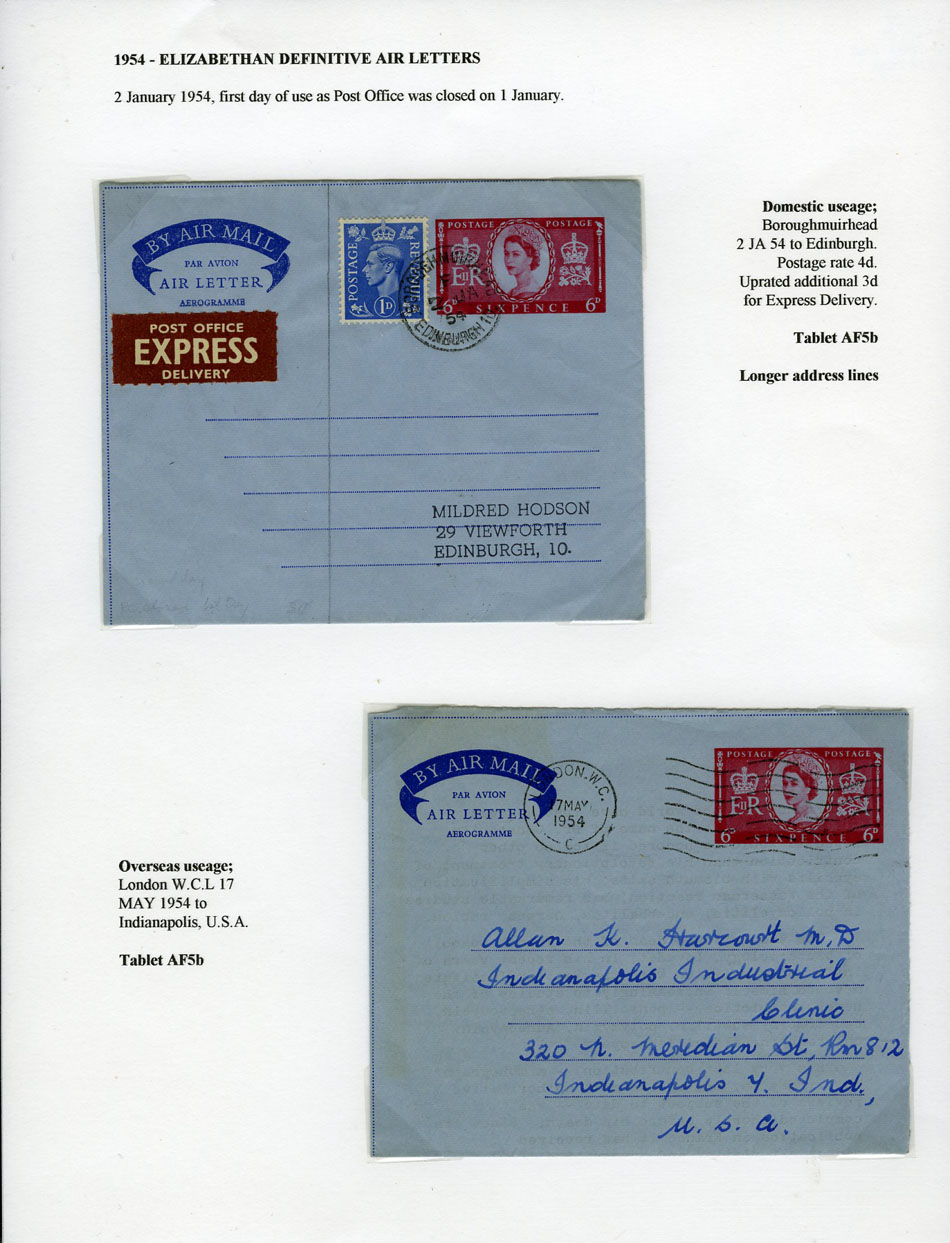 1954 - ELIZABETHAN DEFINITIVE AIR LETTERS
2 January 1954, first day of use as Post Office was closed on 1 January.
BY AIR MAIL
PAR AVION
AIR LETTER
AEROGRAMME
POST OFFICE
EXPRESS
DELIVERY
POSTAGE REVENUE
1D
EDINBURGH 10
JA
54
POSTAGE POSTAGE
EIIR
6D SIXPENCE 6D
MILDRED HODSON
29 VIEWFORTH
EDINBURGH, 10.
Domestic useage;
Boroughmuirhead
2 JA 54 to Edinburgh.
Postage rate 4d.
Uprated additional 3d
for Express Delivery.
Tablet AF5b
Longer address lines
BY AIR MAIL
PAR AVION
AIR LETTER
AEROGRAMME
DON. W.C.
17 MAY
1954
C
POSTAGE POSTAGE
EIIR
6D SIXPENCE 6D
Allan K. Harcourt M,D
Indianapolis Industrial
Clinic
320 N. Meridian St, Rm 812
Indianapolis 4. Ind,
U. S. A.
Overseas useage;
London W.C.L 17
MAY 1954 to
Indianapolis, U.S.A.
Tablet AF5b